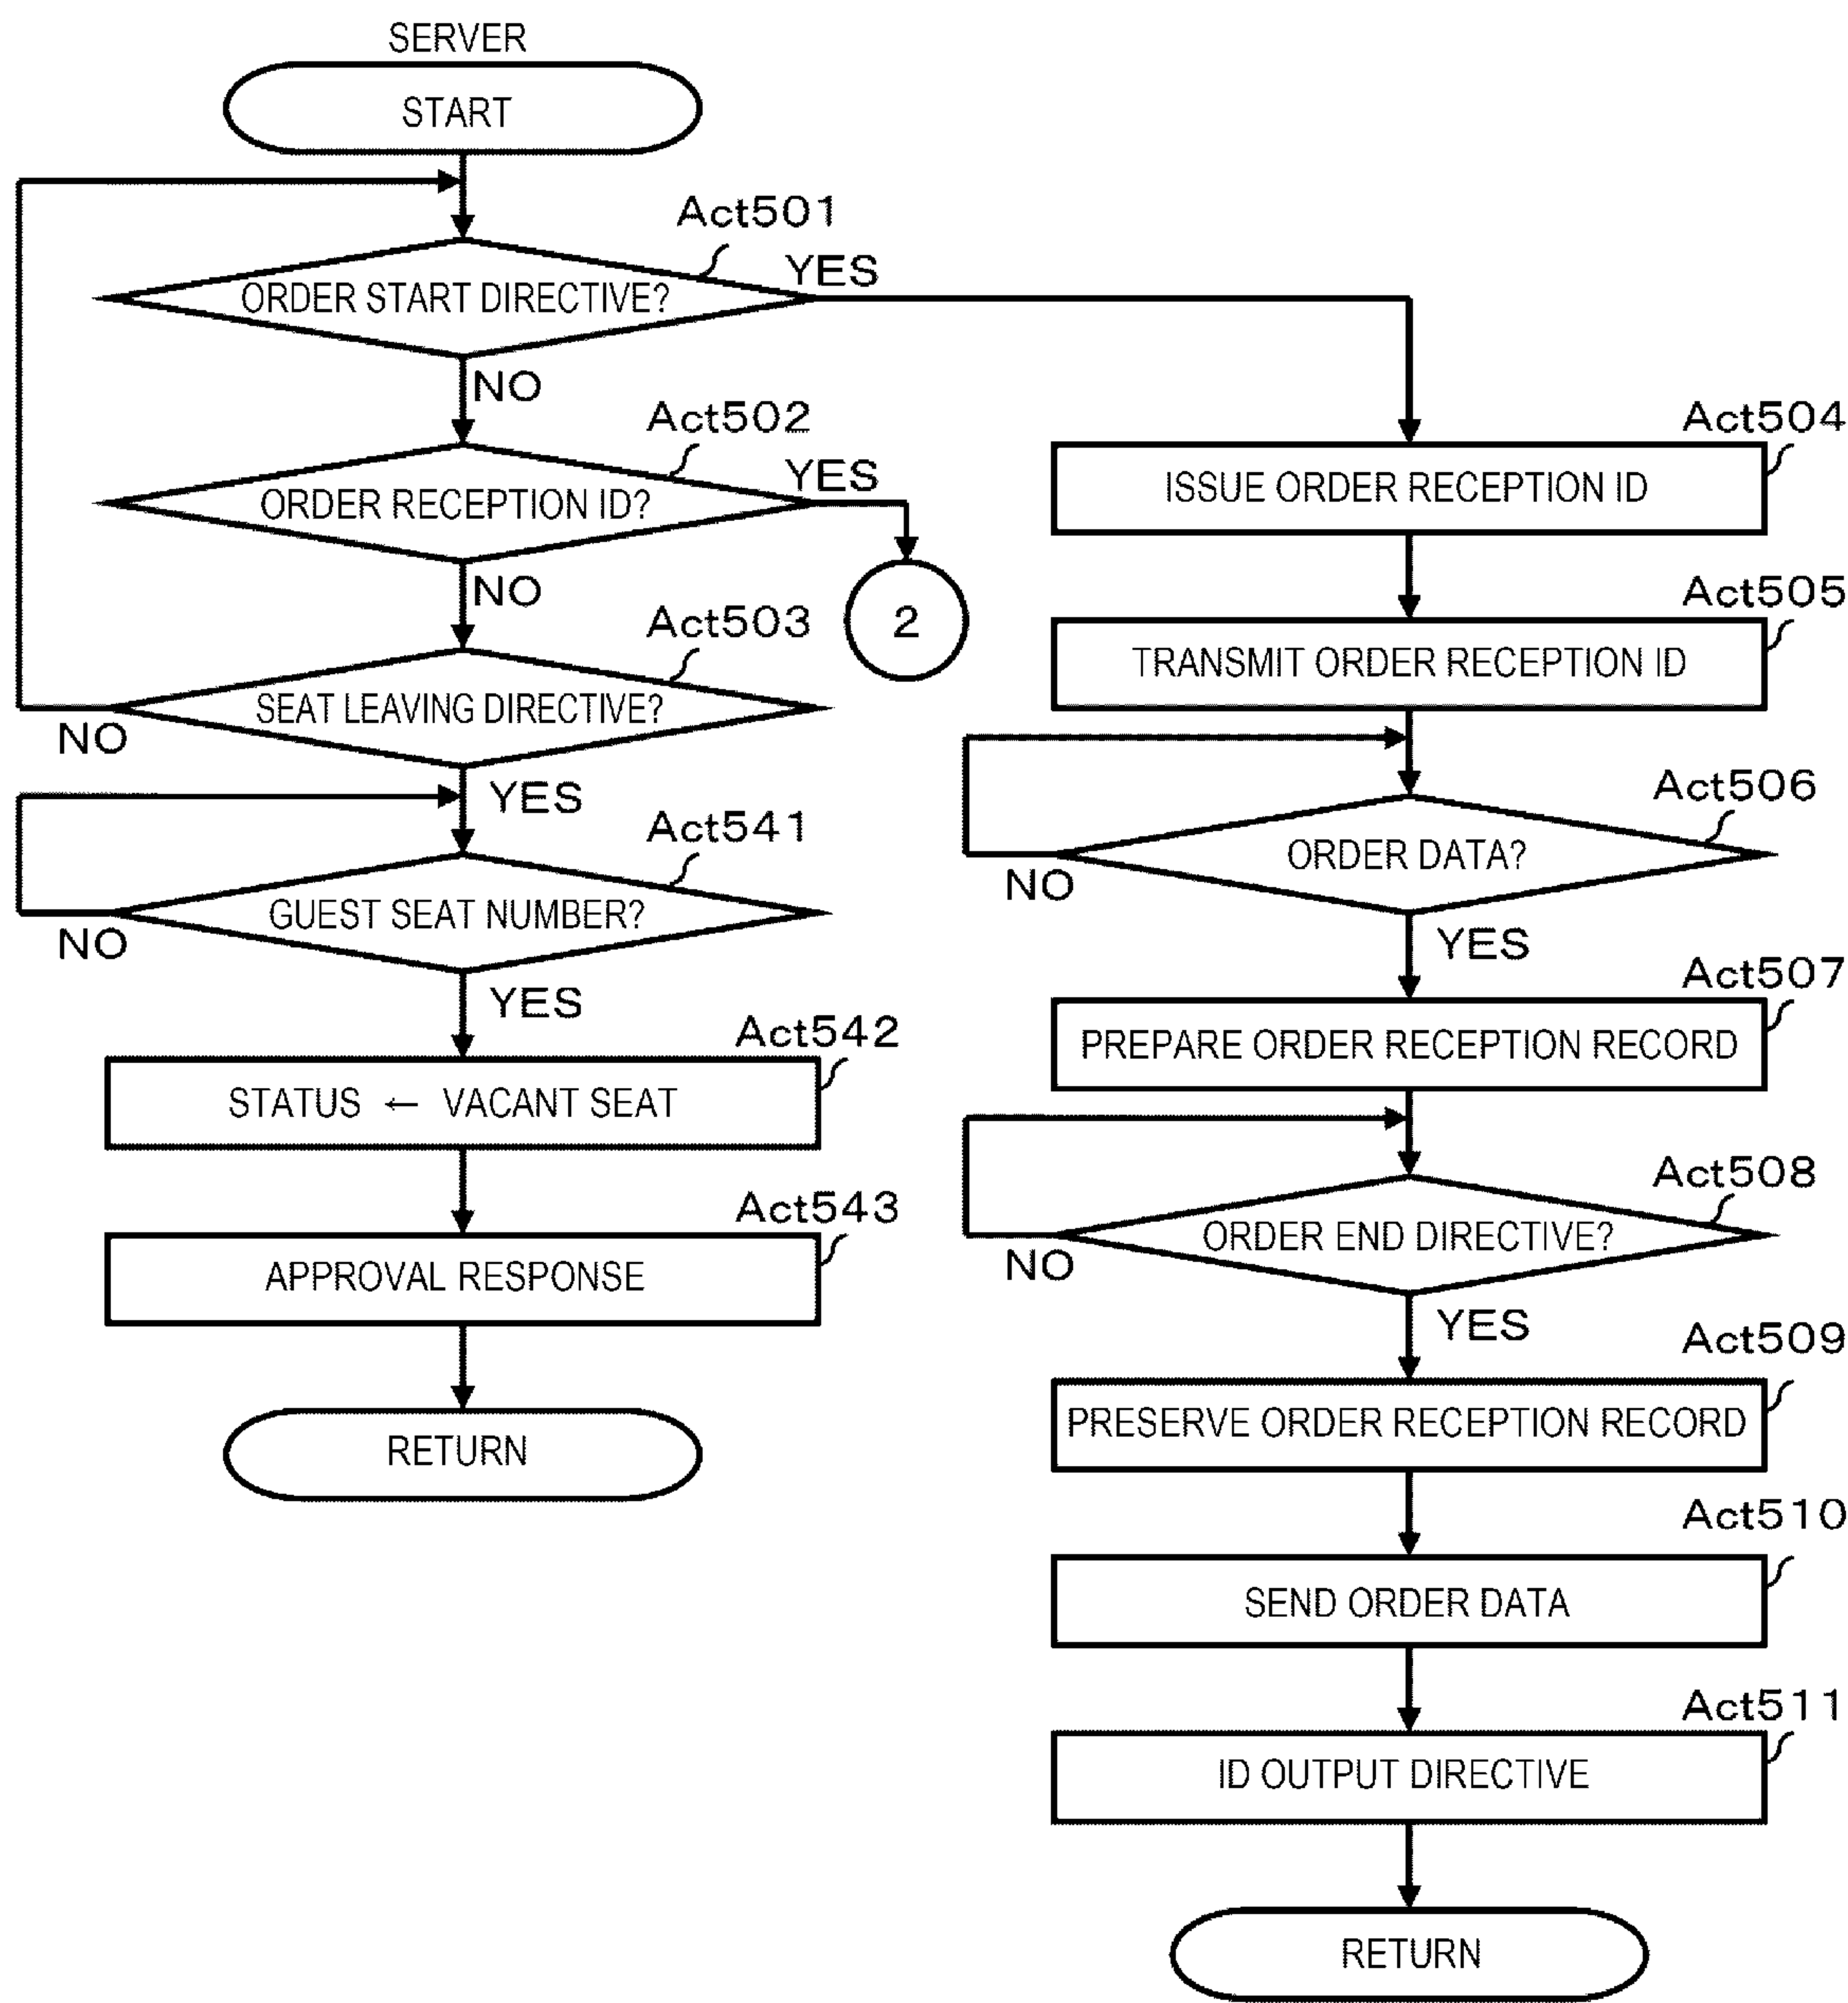 SERVER
START
Act501
ORDER START DIRECTIVE?
YES
NO
Act502
ORDER RECEPTION ID?
YES
2
NO
Act503
SEAT LEAVING DIRECTIVE?
NO
YES
Act541
GUEST SEAT NUMBER?
NO
YES
Act542
STATUS ← VACANT SEAT
Act543
APPROVAL RESPONSE
RETURN
Act504
ISSUE ORDER RECEPTION ID
Act505
TRANSMIT ORDER RECEPTION ID
Act506
ORDER DATA?
NO
YES
Act507
PREPARE ORDER RECEPTION RECORD
Act508
ORDER END DIRECTIVE?
NO
YES
Act509
PRESERVE ORDER RECEPTION RECORD
Act510
SEND ORDER DATA
Act511
ID OUTPUT DIRECTIVE
RETURN